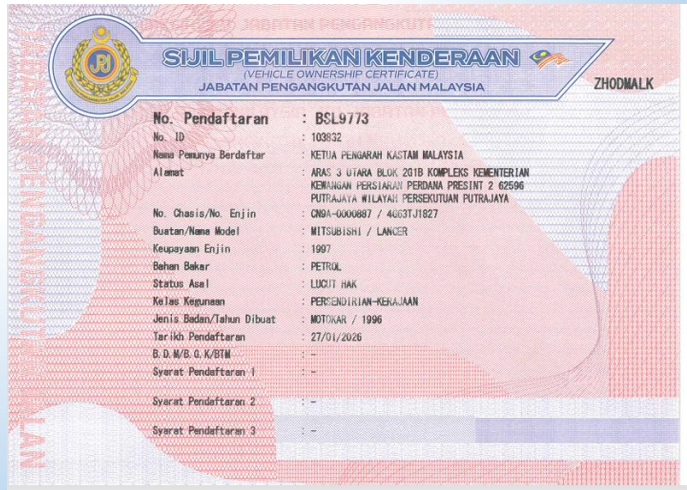 JABATAN PENGANGKUT
SIJIL PEMILIKAN KENDERAAN
(VEHICLE OWNERSHIP CERTIFICATE)
JABATAN PENGANGKUTAN JALAN MALAYSIA
JPJ
ZHODMALK
No. Pendaftaran : BSL9773
No. ID : 103832
Nama Pemunya Berdaftar : KETUA PENGARAH KASTAM MALAYSIA
Alamat : ARAS 3 UTARA BLOK 2G1B KOMPLEKS KEMENTERIAN
KEWANGAN PERSIARAN PERDANA PRESINT 2 62596
PUTRAJAYA WILAYAH PERSEKUTUAN PUTRAJAYA
No. Chasis/No. Enjin : CN9A-0000887 / 4G63TJ1827
Buatan/Nama Model : MITSUBISHI / LANCER
Keupayaan Enjin : 1997
Bahan Bakar : PETROL
Status Asal : LUCUT HAK
Kelas Kegunaan : PERSENDIRIAN-KERAJAAN
Jenis Badan/Tahun Dibuat : MOTOKAR / 1996
Tarikh Pendaftaran : 27/01/2026
B.D.M/B.G.K/BTM : -
Syarat Pendaftaran 1 : -
Syarat Pendaftaran 2 : -
Syarat Pendaftaran 3 : -